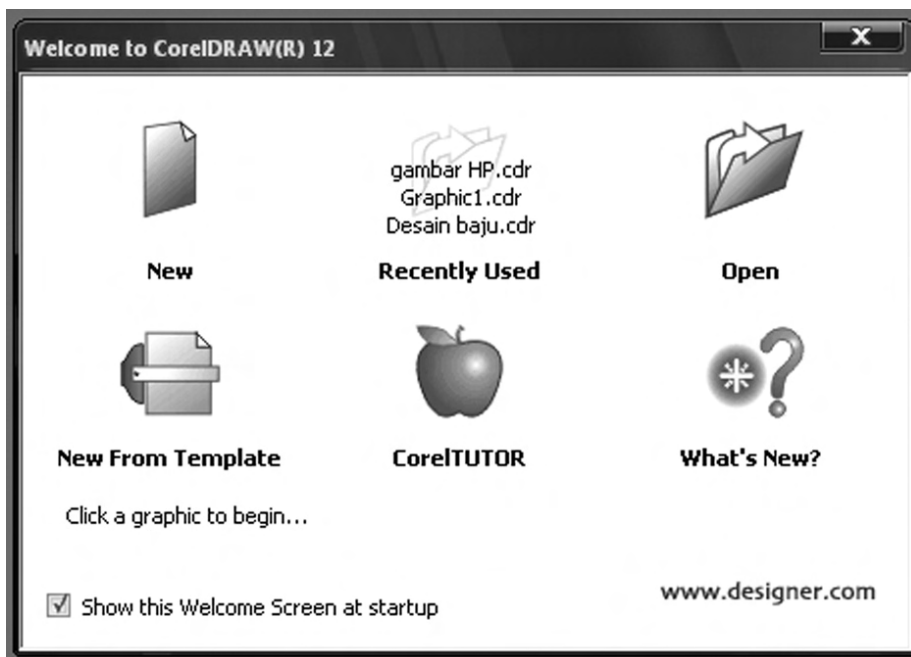 Welcome to CorelDRAW(R) 12
gambar HP.cdr
Graphic1.cdr
Desain baju.cdr
New
Recently Used
Open
New From Template
CorelTUTOR
What's New?
Click a graphic to begin...
Show this Welcome Screen at startup
www.designer.com